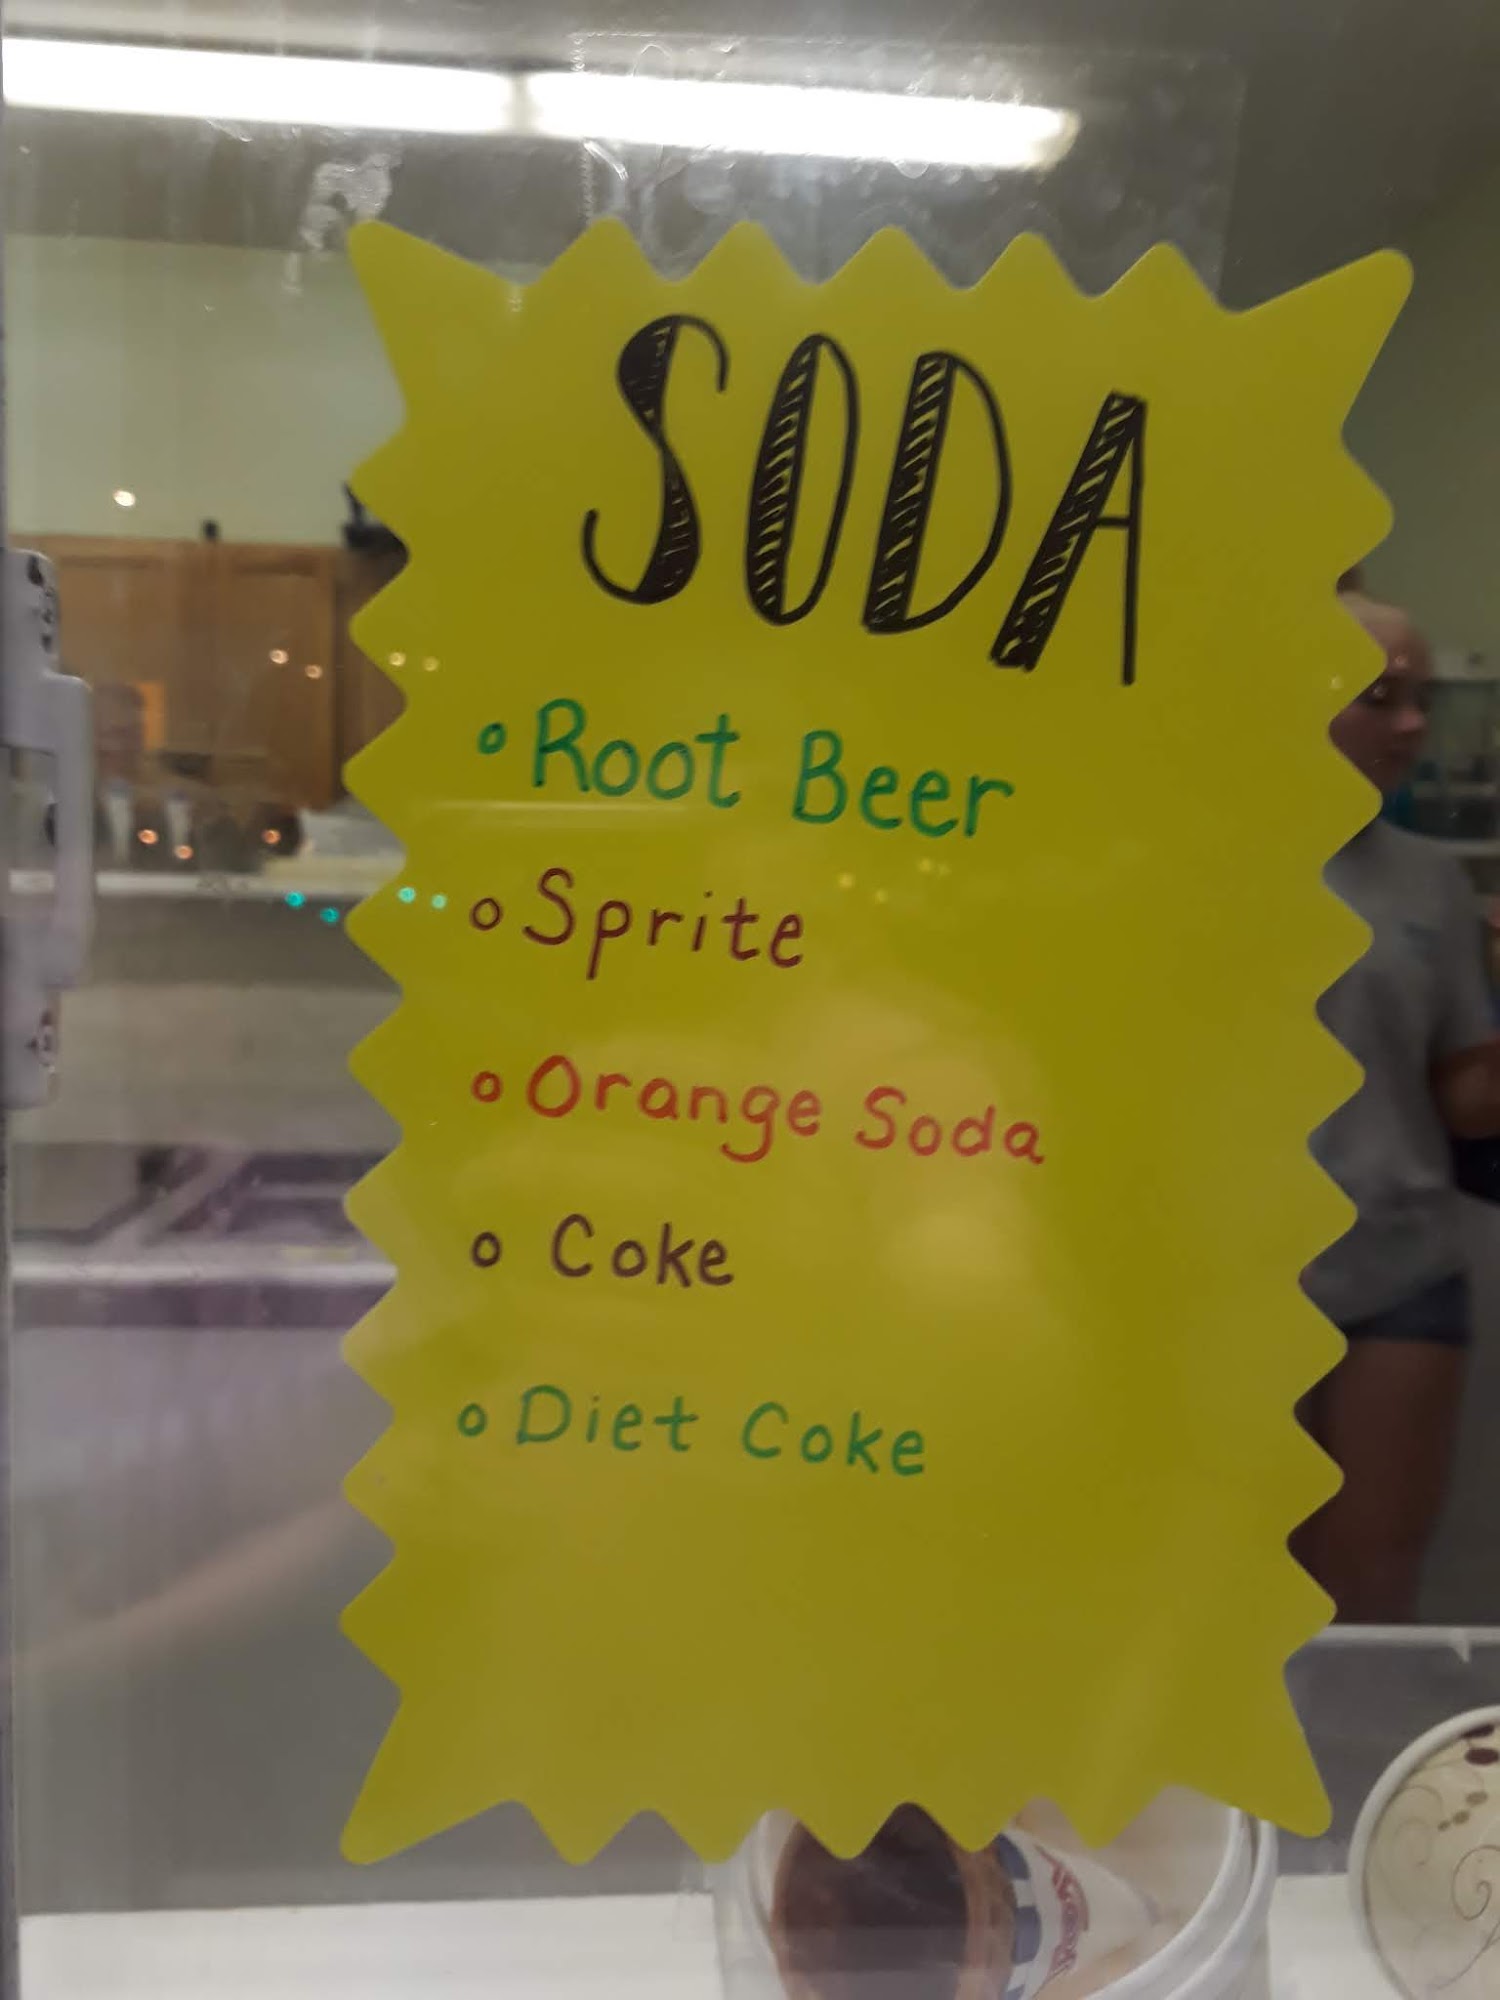 SODA
Root Beer
Sprite
Orange Soda
Coke
Diet Coke